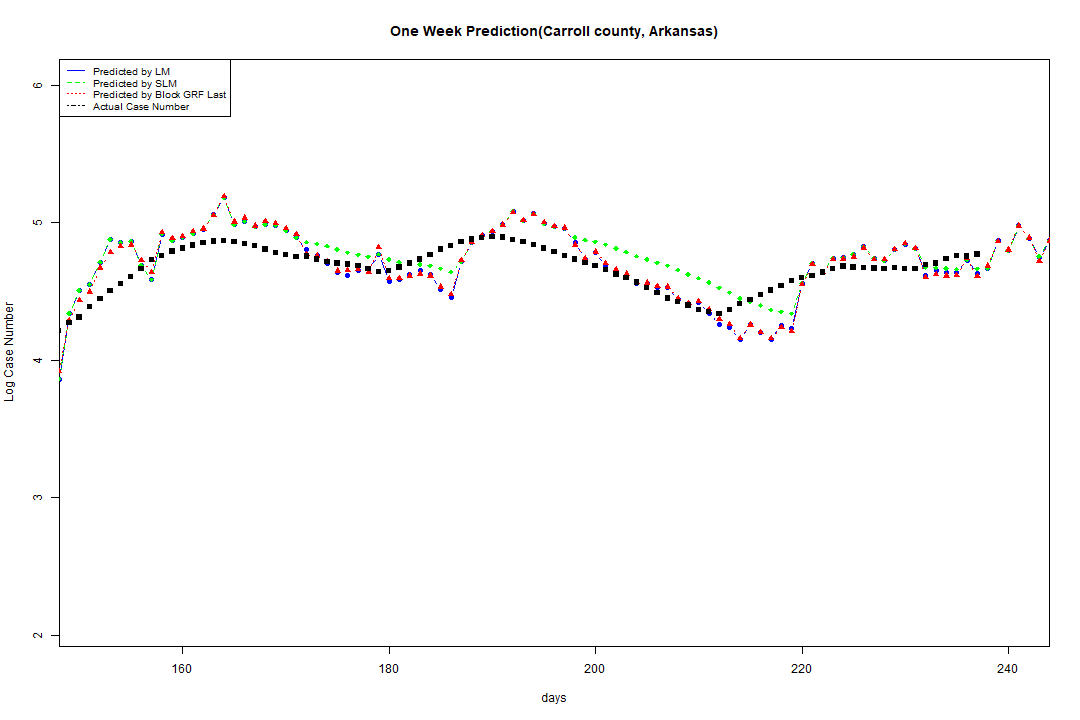 One Week Prediction(Carroll county, Arkansas)
Predicted by LM
Predicted by SLM
Predicted by Block GRF Last
Actual Case Number
6
5
4
3
2
Log Case Number
160 180 200 220 240
days